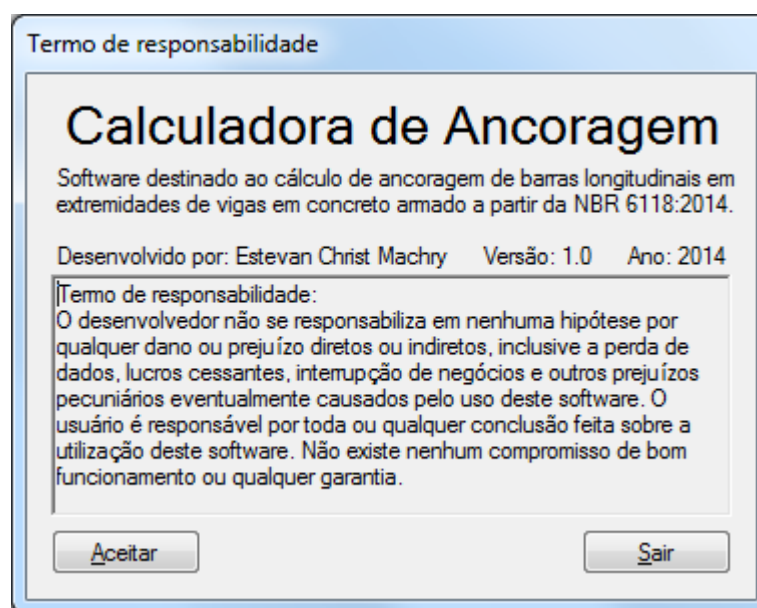 Termo de responsabilidade
Calculadora de Ancoragem
Software destinado ao cálculo de ancoragem de barras longitudinais em
extremidades de vigas em concreto armado a partir da NBR 6118:2014.
Desenvolvido por: Estevan Christ Machry Versão: 1.0 Ano: 2014
Termo de responsabilidade:
O desenvolvedor não se responsabiliza em nenhuma hipótese por
qualquer dano ou prejuízo diretos ou indiretos, inclusive a perda de
dados, lucros cessantes, interrupção de negócios e outros prejuízos
pecuniários eventualmente causados pelo uso deste software. O
usuário é responsável por toda ou qualquer conclusão feita sobre a
utilização deste software. Não existe nenhum compromisso de bom
funcionamento ou qualquer garantia.
Aceitar Sair